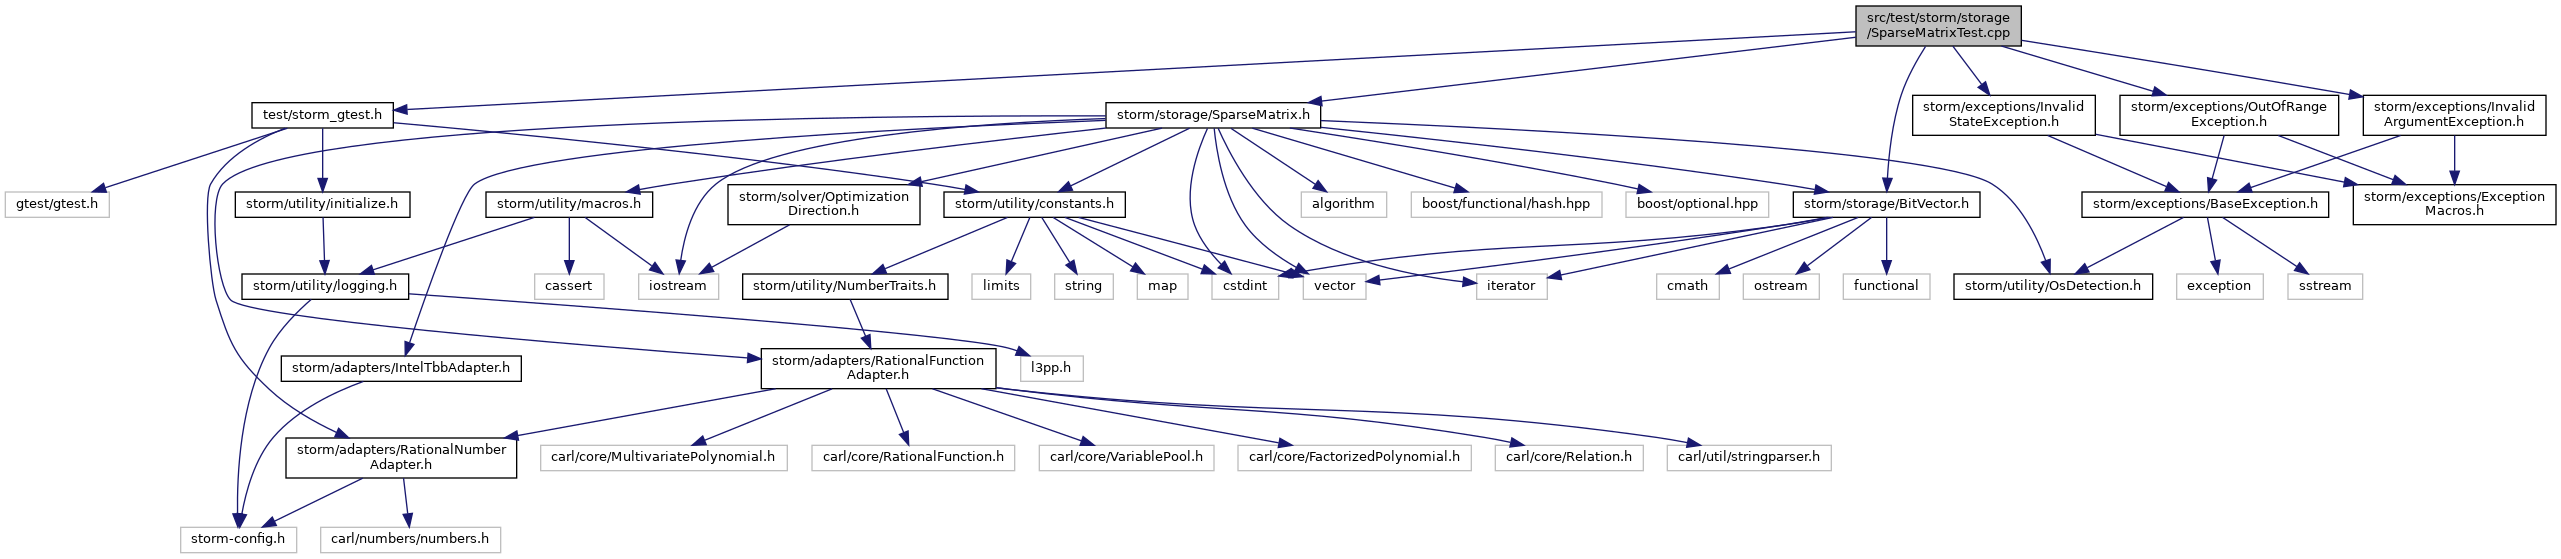 src/test/storm/storage
/SparseMatrixTest.cpp
test/storm_gtest.h
storm/storage/SparseMatrix.h
storm/exceptions/Invalid
StateException.h
storm/exceptions/OutOfRange
Exception.h
storm/exceptions/Invalid
ArgumentException.h
gtest/gtest.h
storm/utility/initialize.h
storm/utility/macros.h
storm/solver/Optimization
Direction.h
storm/utility/constants.h
algorithm
boost/functional/hash.hpp
boost/optional.hpp
storm/storage/BitVector.h
storm/exceptions/BaseException.h
storm/exceptions/Exception
Macros.h
storm/utility/logging.h
cassert
iostream
storm/utility/NumberTraits.h
limits
string
map
cstdint
vector
iterator
cmath
ostream
functional
storm/utility/OsDetection.h
exception
sstream
storm/adapters/IntelTbbAdapter.h
storm/adapters/RationalFunction
Adapter.h
l3pp.h
storm/adapters/RationalNumber
Adapter.h
carl/core/MultivariatePolynomial.h
carl/core/RationalFunction.h
carl/core/VariablePool.h
carl/core/FactorizedPolynomial.h
carl/core/Relation.h
carl/util/stringparser.h
storm-config.h
carl/numbers/numbers.h